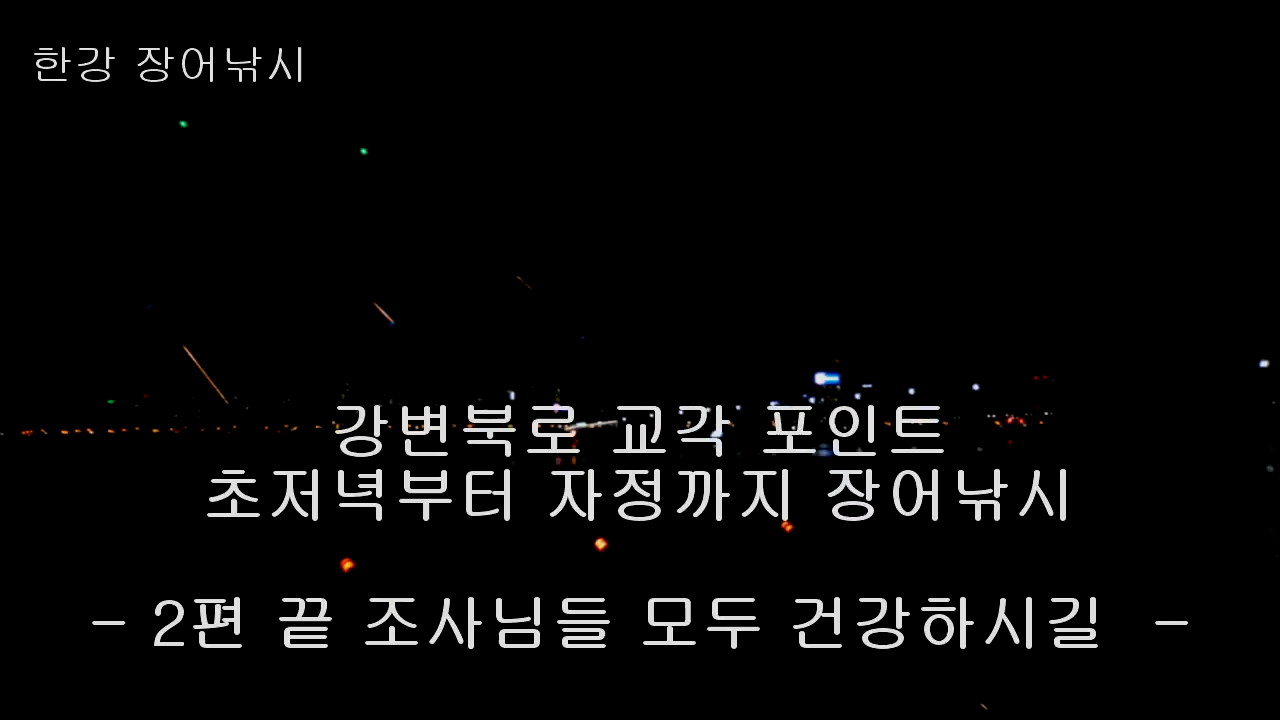 한강 장어낚시
강변북로 교각 포인트
초저녁부터 자정까지 장어낚시
- 2편 끝 조사님들 모두 건강하시길 -